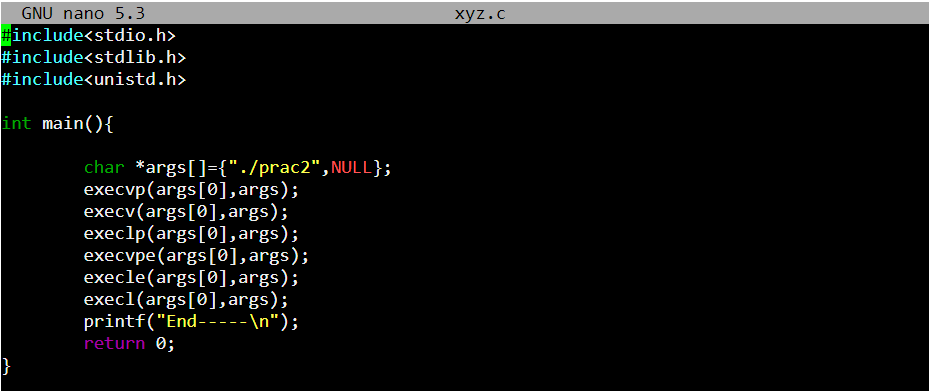 GNU nano 5.3 xyz.c
#include<stdio.h>
#include<stdlib.h>
#include<unistd.h>
int main(){
char *args[]={"./prac2",NULL};
execvp(args[0],args);
execv(args[0],args);
execlp(args[0],args);
execvpe(args[0],args);
execle(args[0],args);
execl(args[0],args);
printf("End-----\n");
return 0;
}